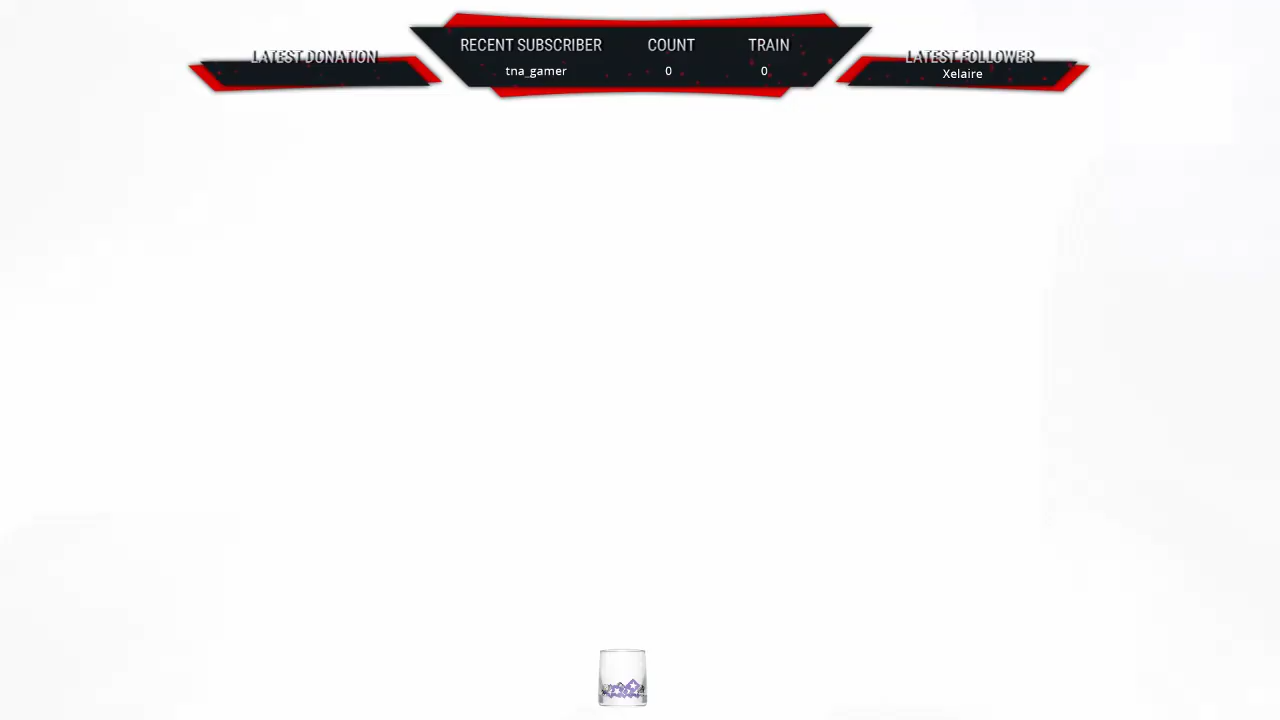 LATEST DONATION
RECENT SUBSCRIBER COUNT TRAIN
tna_gamer 0 0
LATEST FOLLOWER
Xelaire